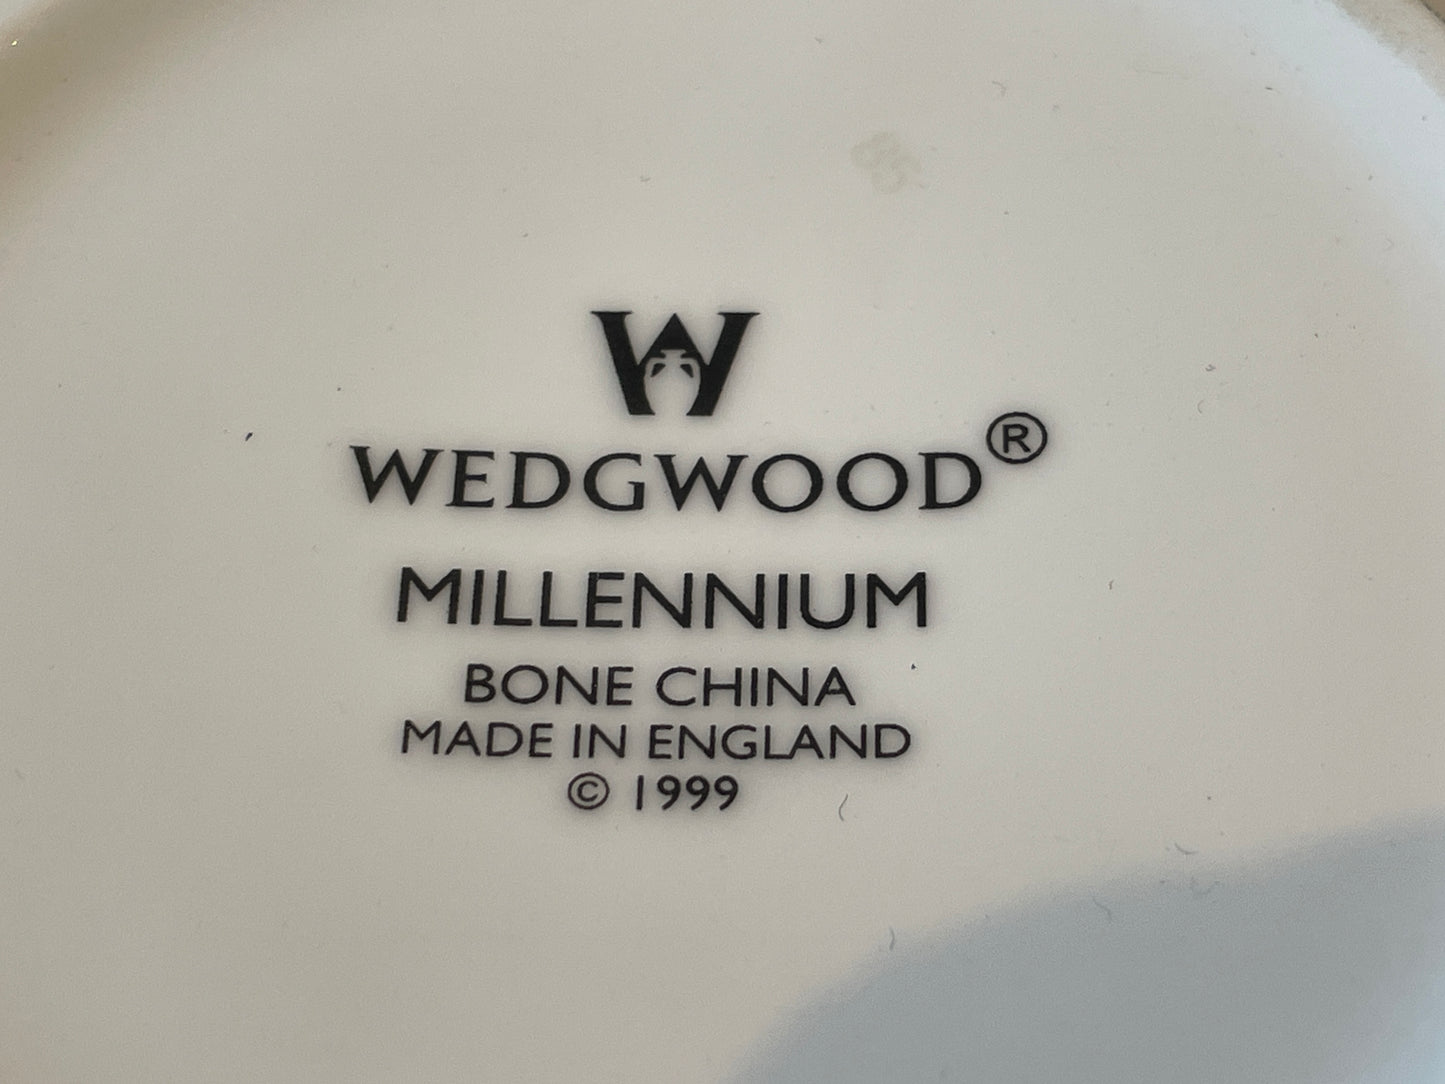 W
WEDGWOOD®
MILLENNIUM
BONE CHINA
MADE IN ENGLAND
© 1999